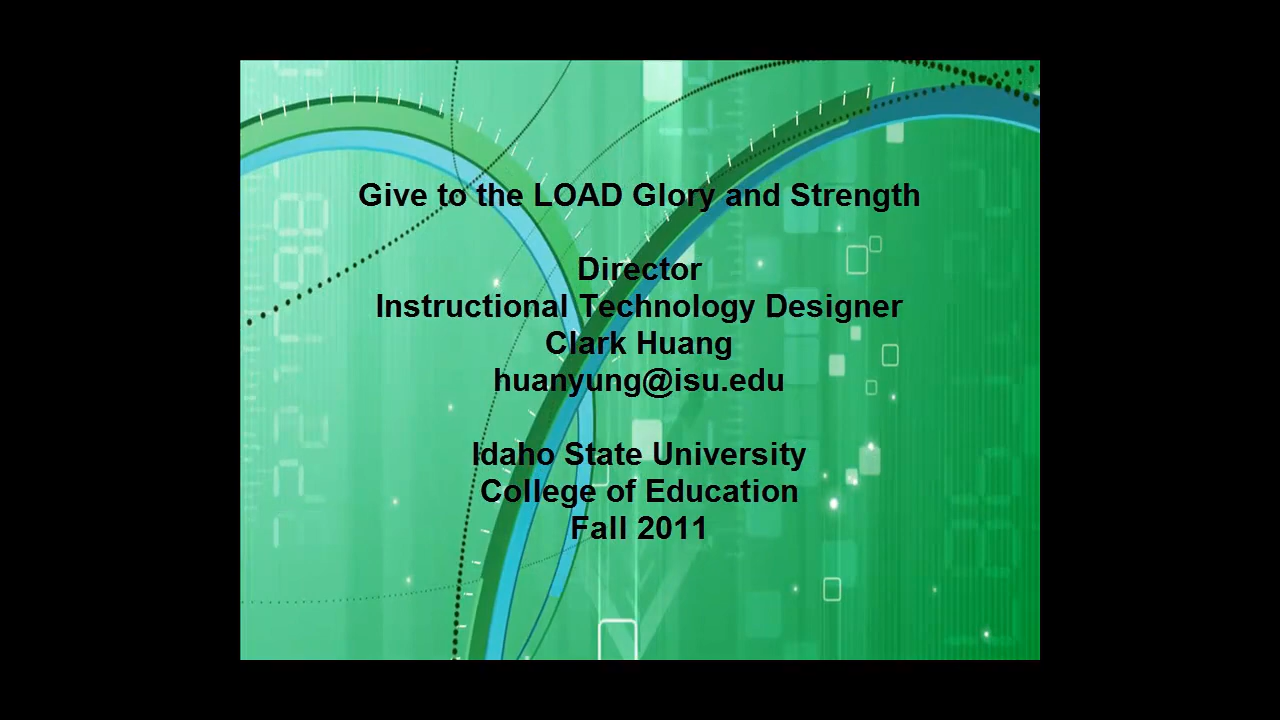 Give to the LOAD Glory and Strength
Director
Instructional Technology Designer
Clark Huang
huanyung@isu.edu
Idaho State University
College of Education
Fall 2011